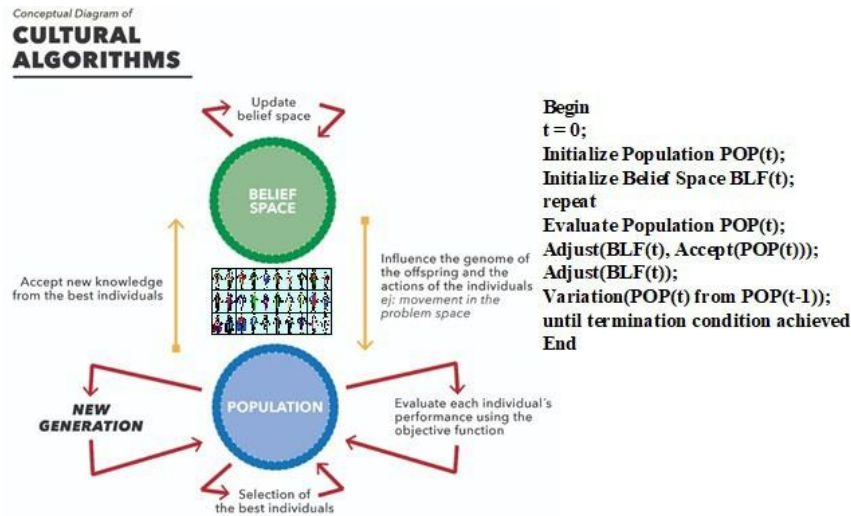 Conceptual Diagram of
CULTURAL
ALGORITHMS
Update
belief space
BELIEF
SPACE
Accept new knowledge
from the best individuals
Influence the genome of
the offspring and the
actions of the individuals
ej: movement in the
problem space
NEW
GENERATION
POPULATION
Evaluate each individual´s
performance using the
objective function
Selection of
the best individuals
Begin
t = 0;
Initialize Population POP(t);
Initialize Belief Space BLF(t);
repeat
Evaluate Population POP(t);
Adjust(BLF(t), Accept(POP(t)));
Adjust(BLF(t));
Variation(POP(t) from POP(t-1));
until termination condition achieved
End